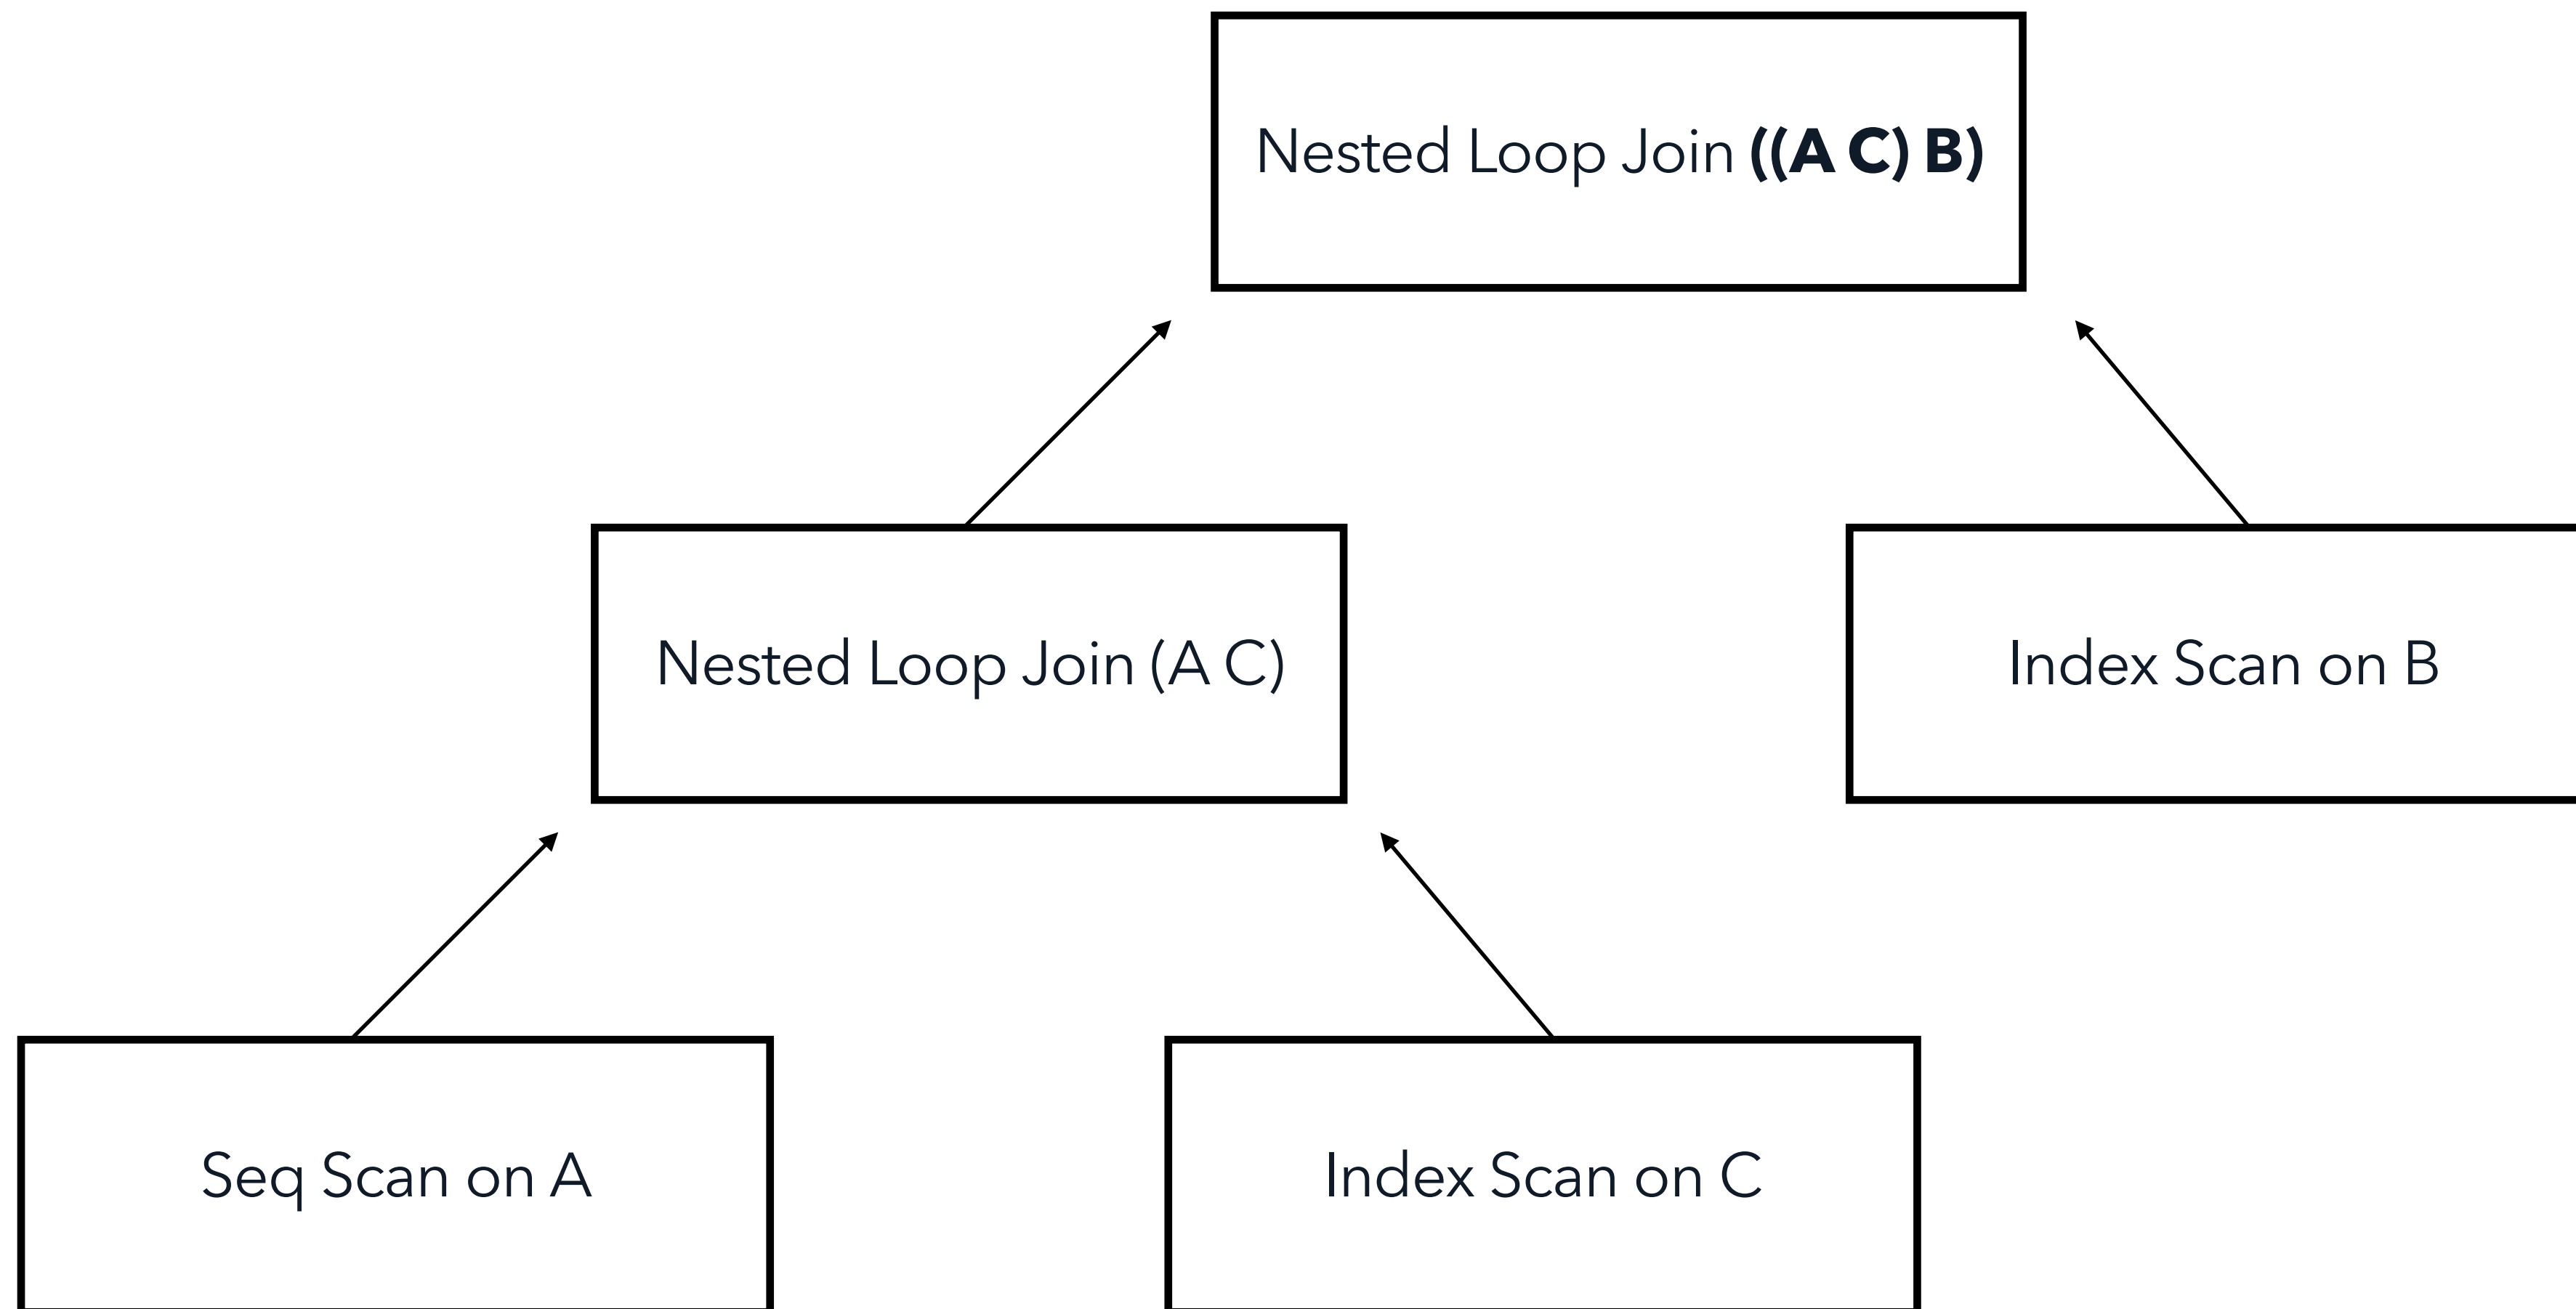 Nested Loop Join ((A C) B)
Nested Loop Join (A C)
Index Scan on B
Seq Scan on A
Index Scan on C